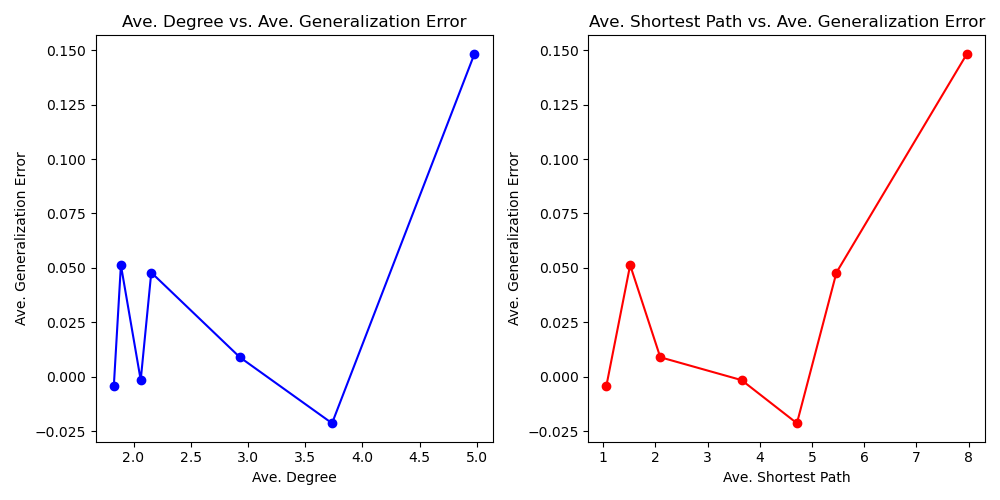 Ave. Degree vs. Ave. Generalization Error
0.150
0.125
0.100
0.075
0.050
0.025
0.000
−0.025
Ave. Generalization Error
2.0 2.5 3.0 3.5 4.0 4.5 5.0
Ave. Degree
Ave. Shortest Path vs. Ave. Generalization Error
0.150
0.125
0.100
0.075
0.050
0.025
0.000
−0.025
Ave. Generalization Error
1 2 3 4 5 6 7 8
Ave. Shortest Path